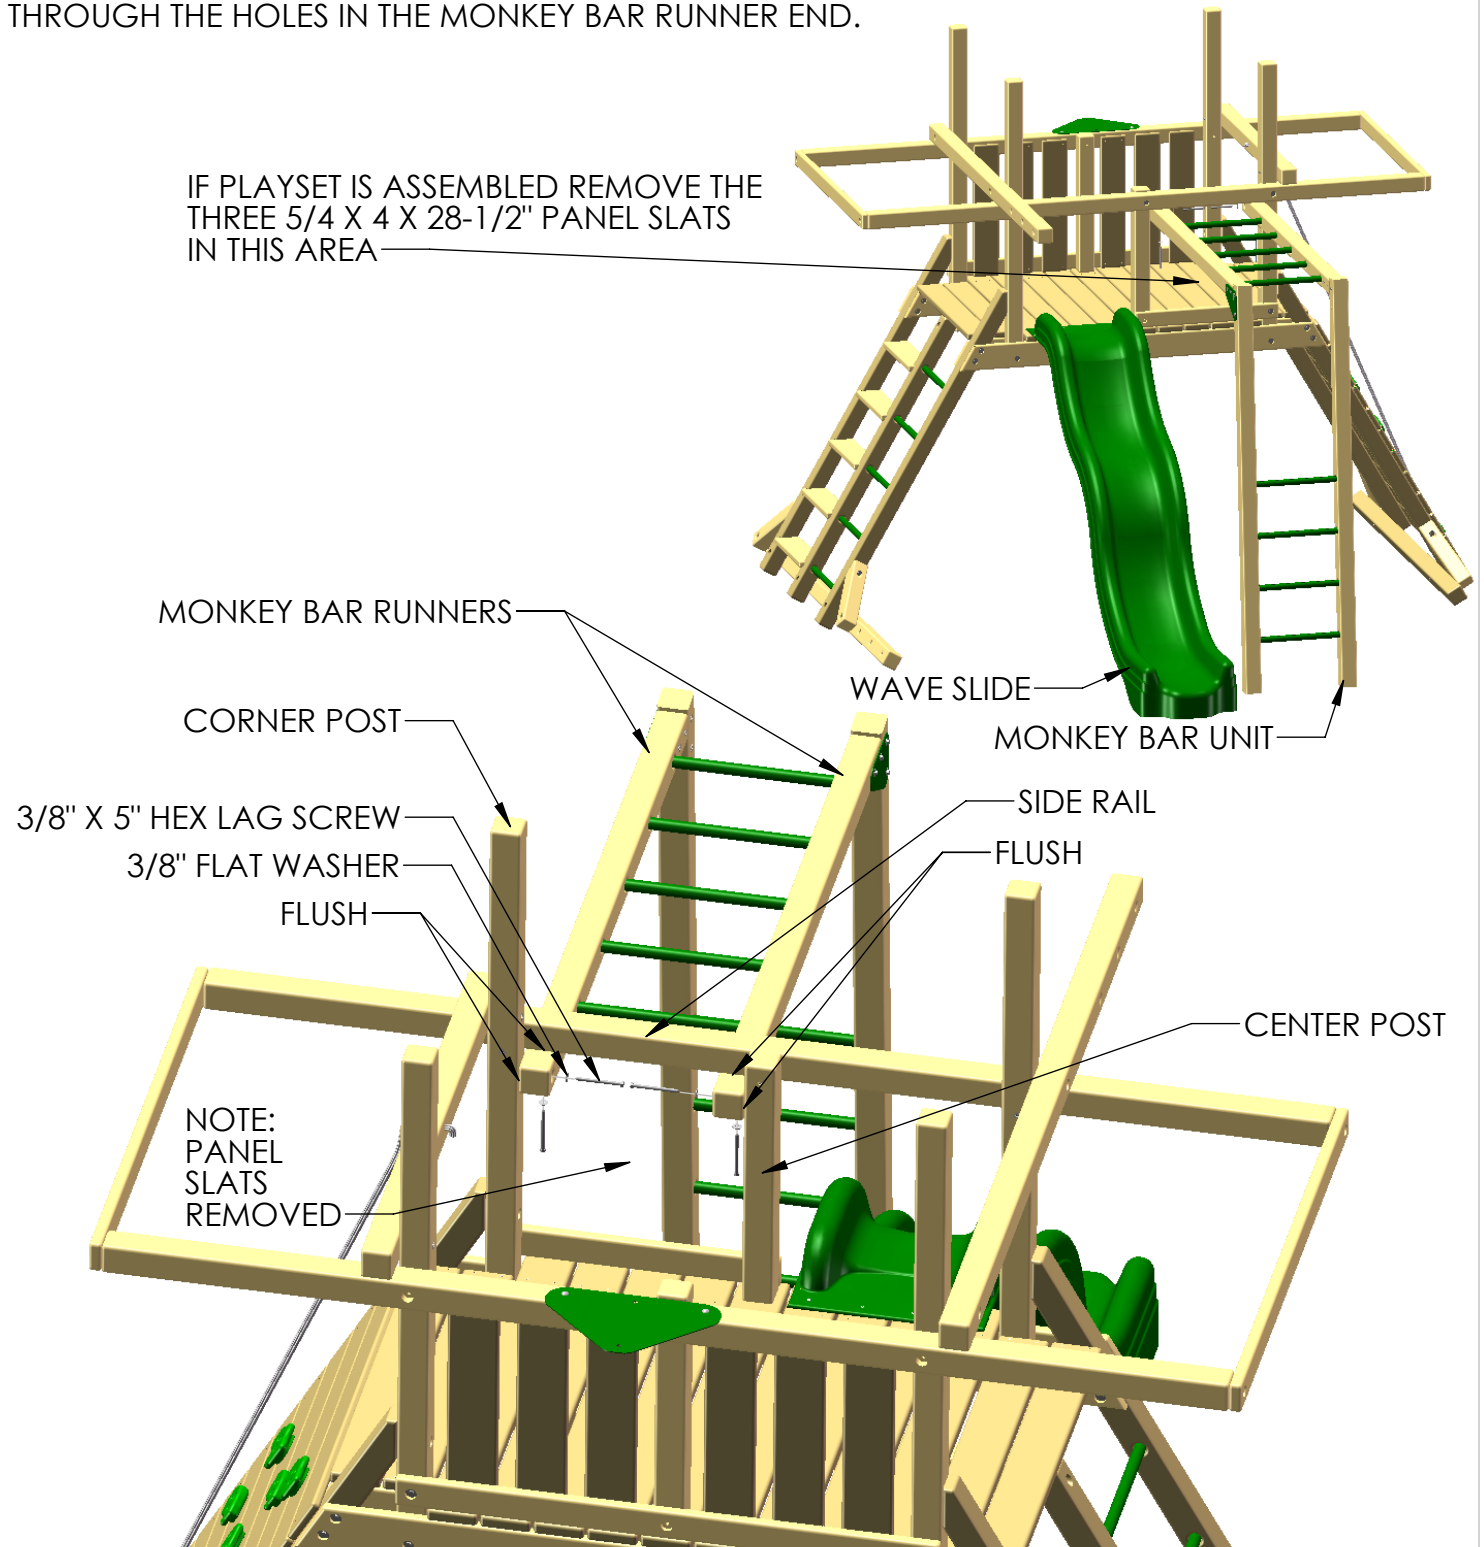 THROUGH THE HOLES IN THE MONKEY BAR RUNNER END.
IF PLAYSET IS ASSEMBLED REMOVE THE
THREE 5/4 X 4 X 28-1/2" PANEL SLATS
IN THIS AREA
MONKEY BAR RUNNERS
WAVE SLIDE
CORNER POST
MONKEY BAR UNIT
3/8" X 5" HEX LAG SCREW
SIDE RAIL
3/8" FLAT WASHER
FLUSH
FLUSH
CENTER POST
NOTE:
PANEL
SLATS
REMOVED